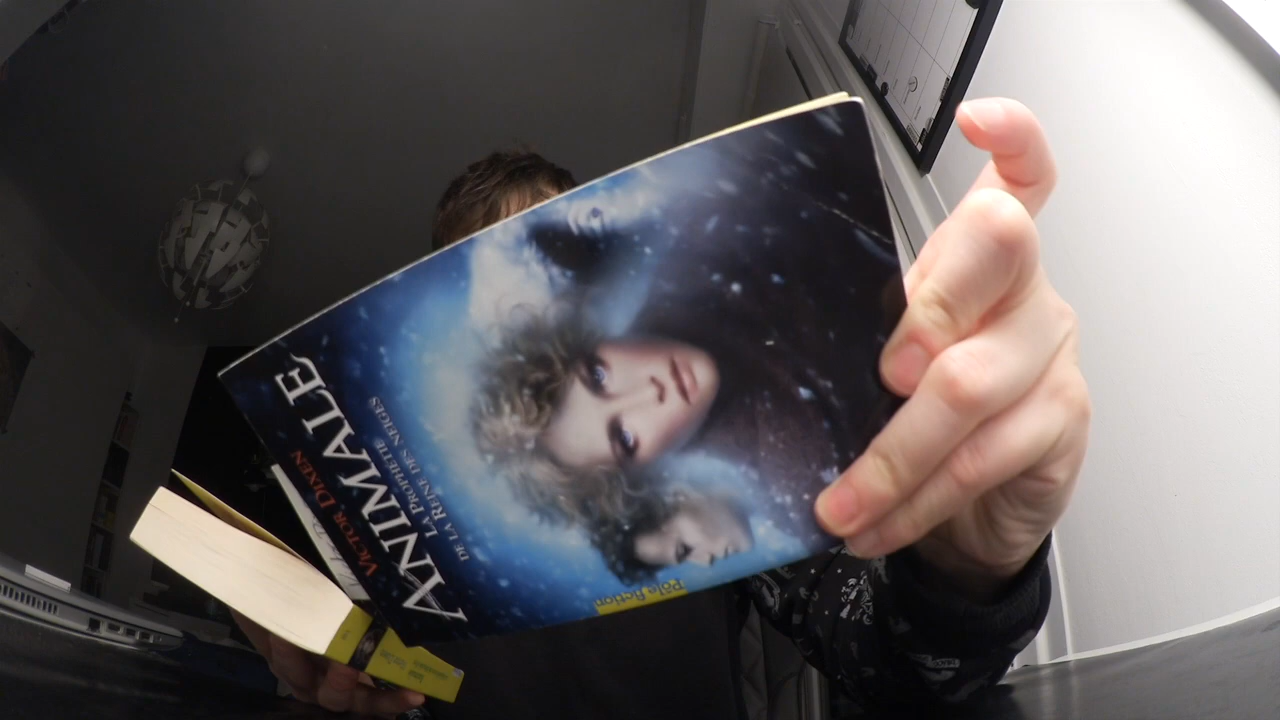 VICTOR DIXEN
ANIMALE
LA PROPHÉTIE
DE LA REINE DES NEIGES
Pôle fiction